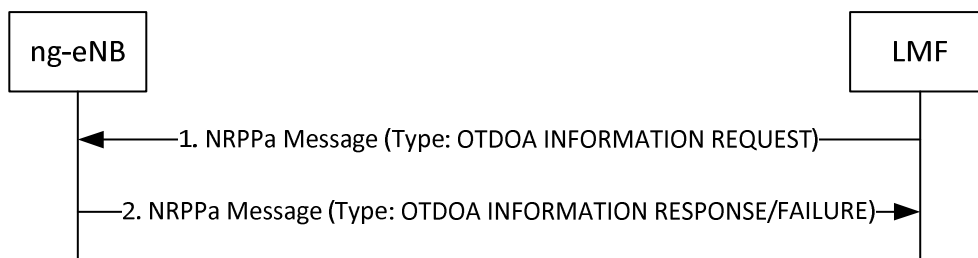 ng-eNB
LMF
1. NRPPa Message (Type: OTDOA INFORMATION REQUEST)
2. NRPPa Message (Type: OTDOA INFORMATION RESPONSE/FAILURE)